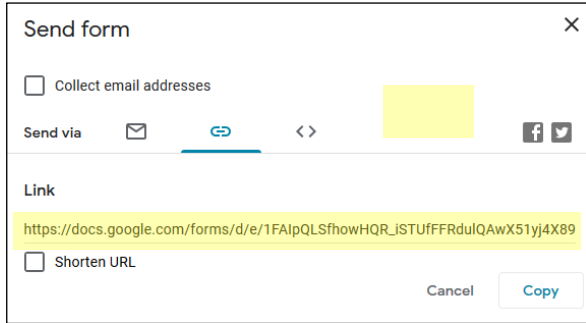 Send form
Collect email addresses
Send via
Link
https://docs.google.com/forms/d/e/1FAIpQLSfhowHQR_iSTUfFFRdulQAwX51yj4X89
Shorten URL
Cancel Copy